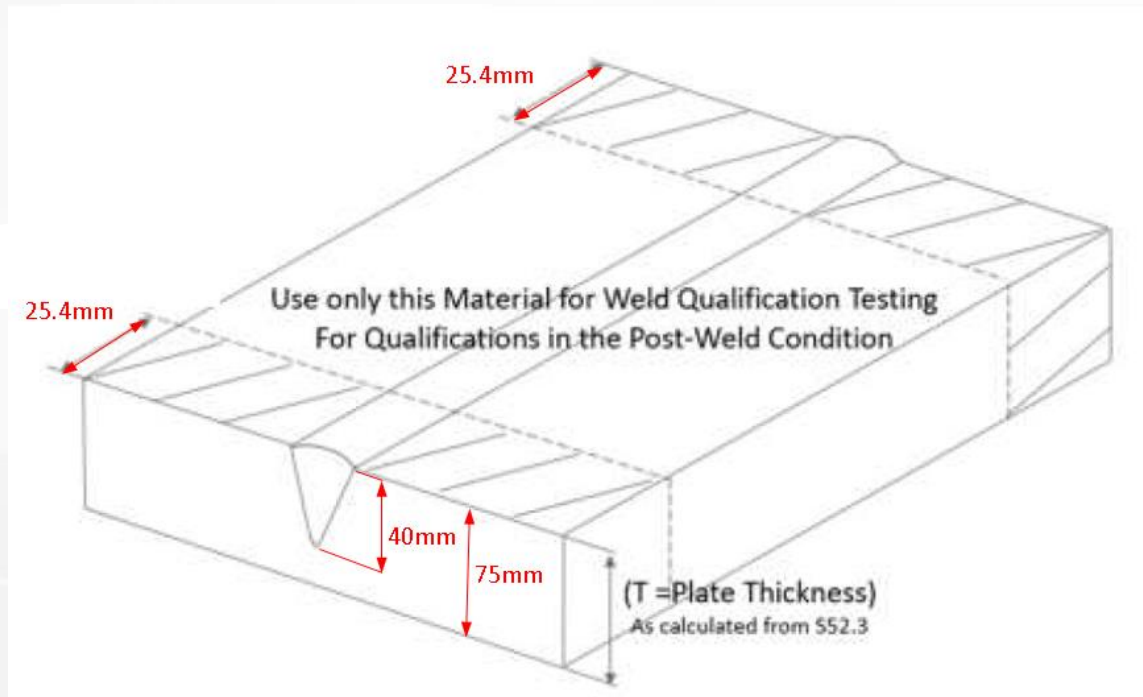 25.4mm
25.4mm
Use only this Material for Weld Qualification Testing
For Qualifications in the Post-Weld Condition
40mm
75mm
(T =Plate Thickness)
As calculated from S52.3